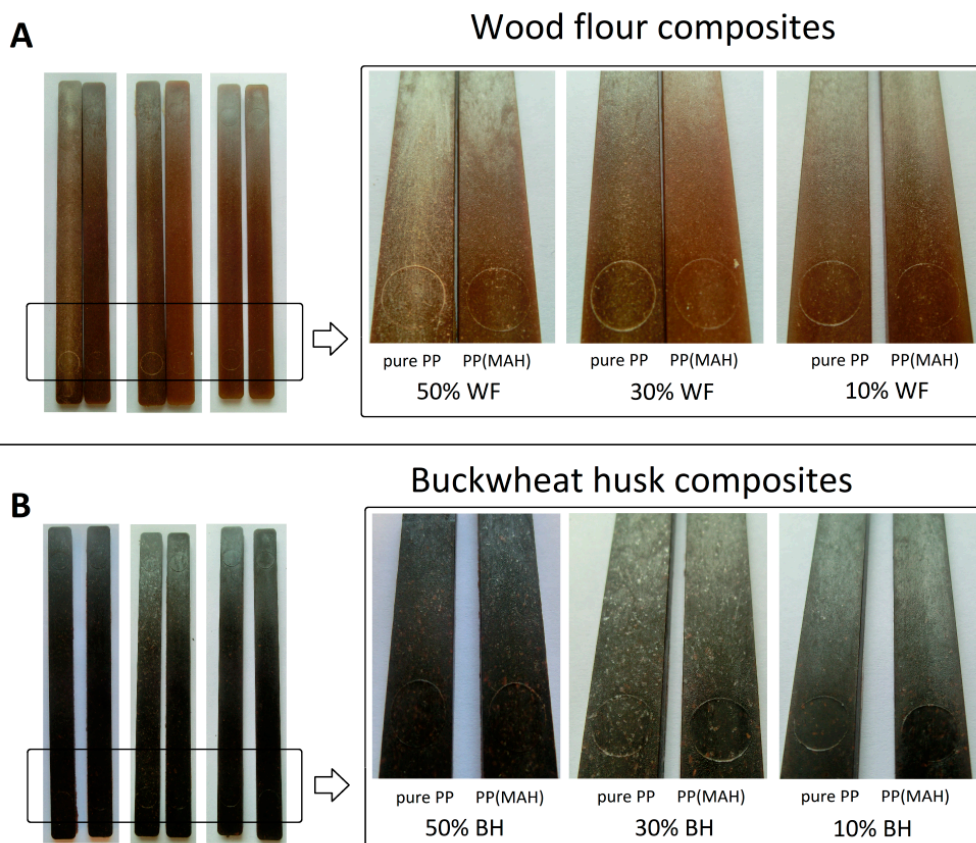 A
Wood flour composites
pure PP PP(MAH) pure PP PP(MAH) pure PP PP(MAH)
50% WF 30% WF 10% WF
B
Buckwheat husk composites
pure PP PP(MAH) pure PP PP(MAH) pure PP PP(MAH)
50% BH 30% BH 10% BH